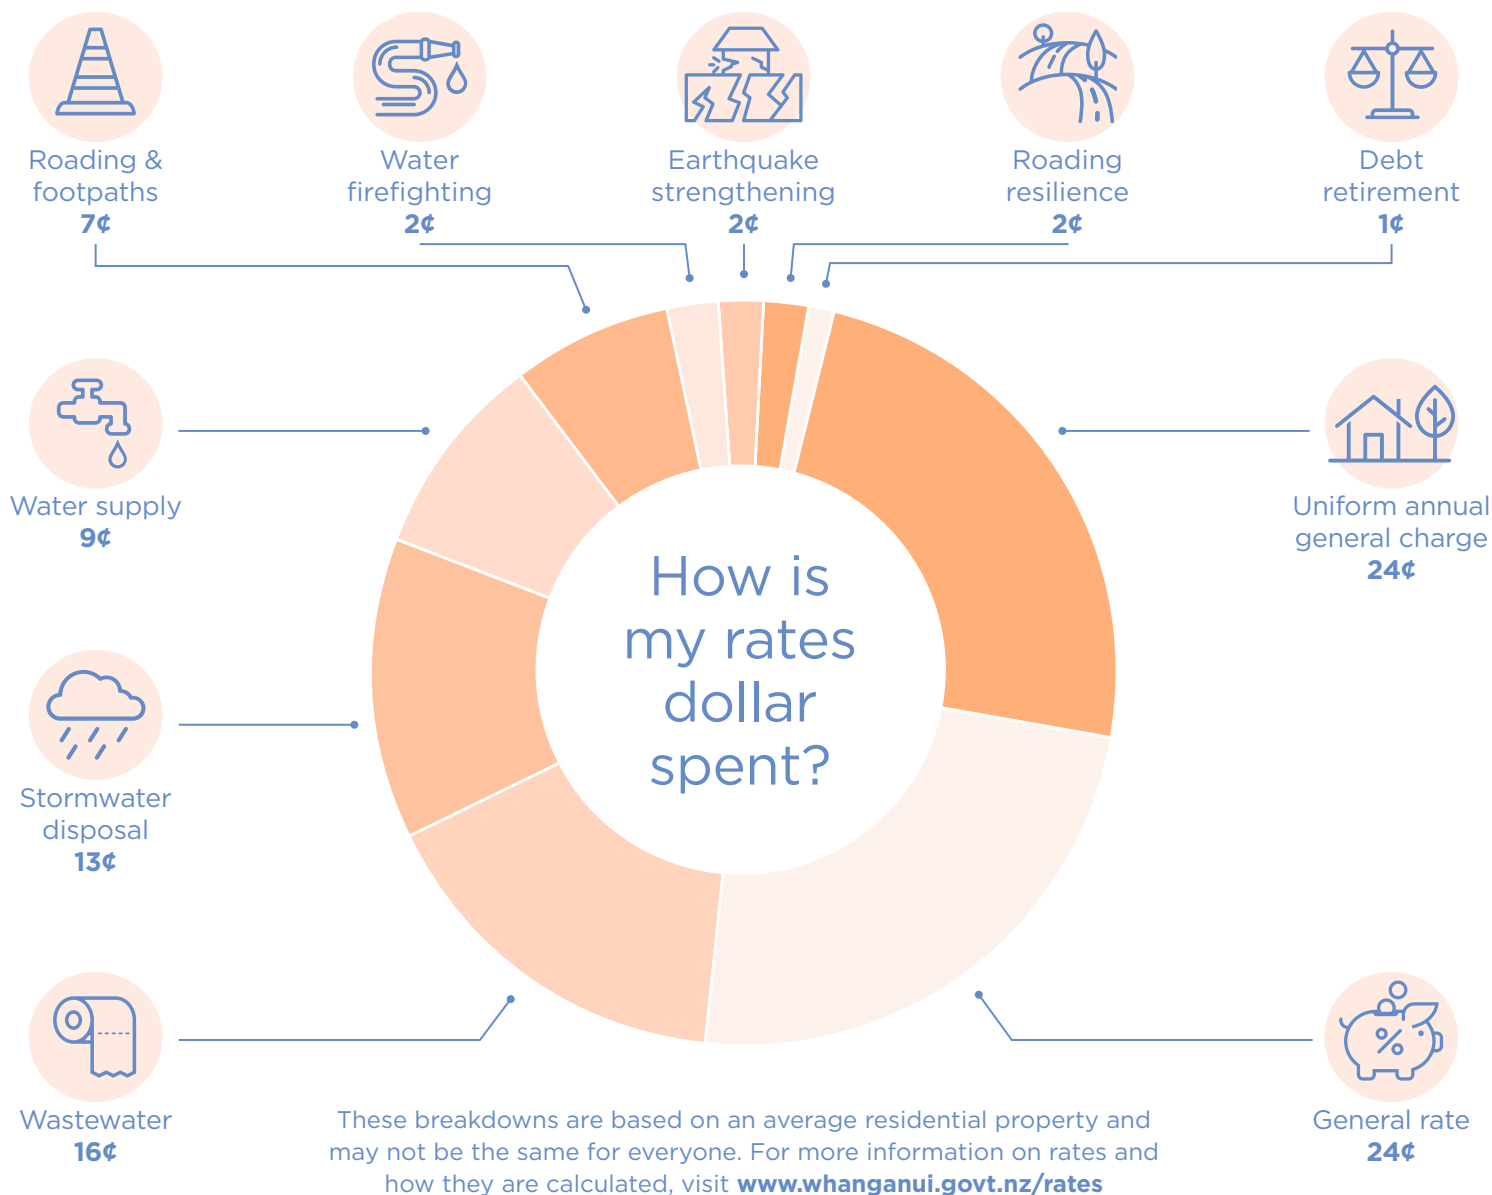 Roading &
footpaths
7¢
Water
firefighting
2¢
Earthquake
strengthening
2¢
Roading
resilience
2¢
Debt
retirement
1¢
Water supply
9¢
Uniform annual
general charge
24¢
How is
my rates
dollar
spent?
Stormwater
disposal
13¢
Wastewater
16¢
%
General rate
24¢
These breakdowns are based on an average residential property and
may not be the same for everyone. For more information on rates and
how they are calculated, visit www.whanganui.govt.nz/rates